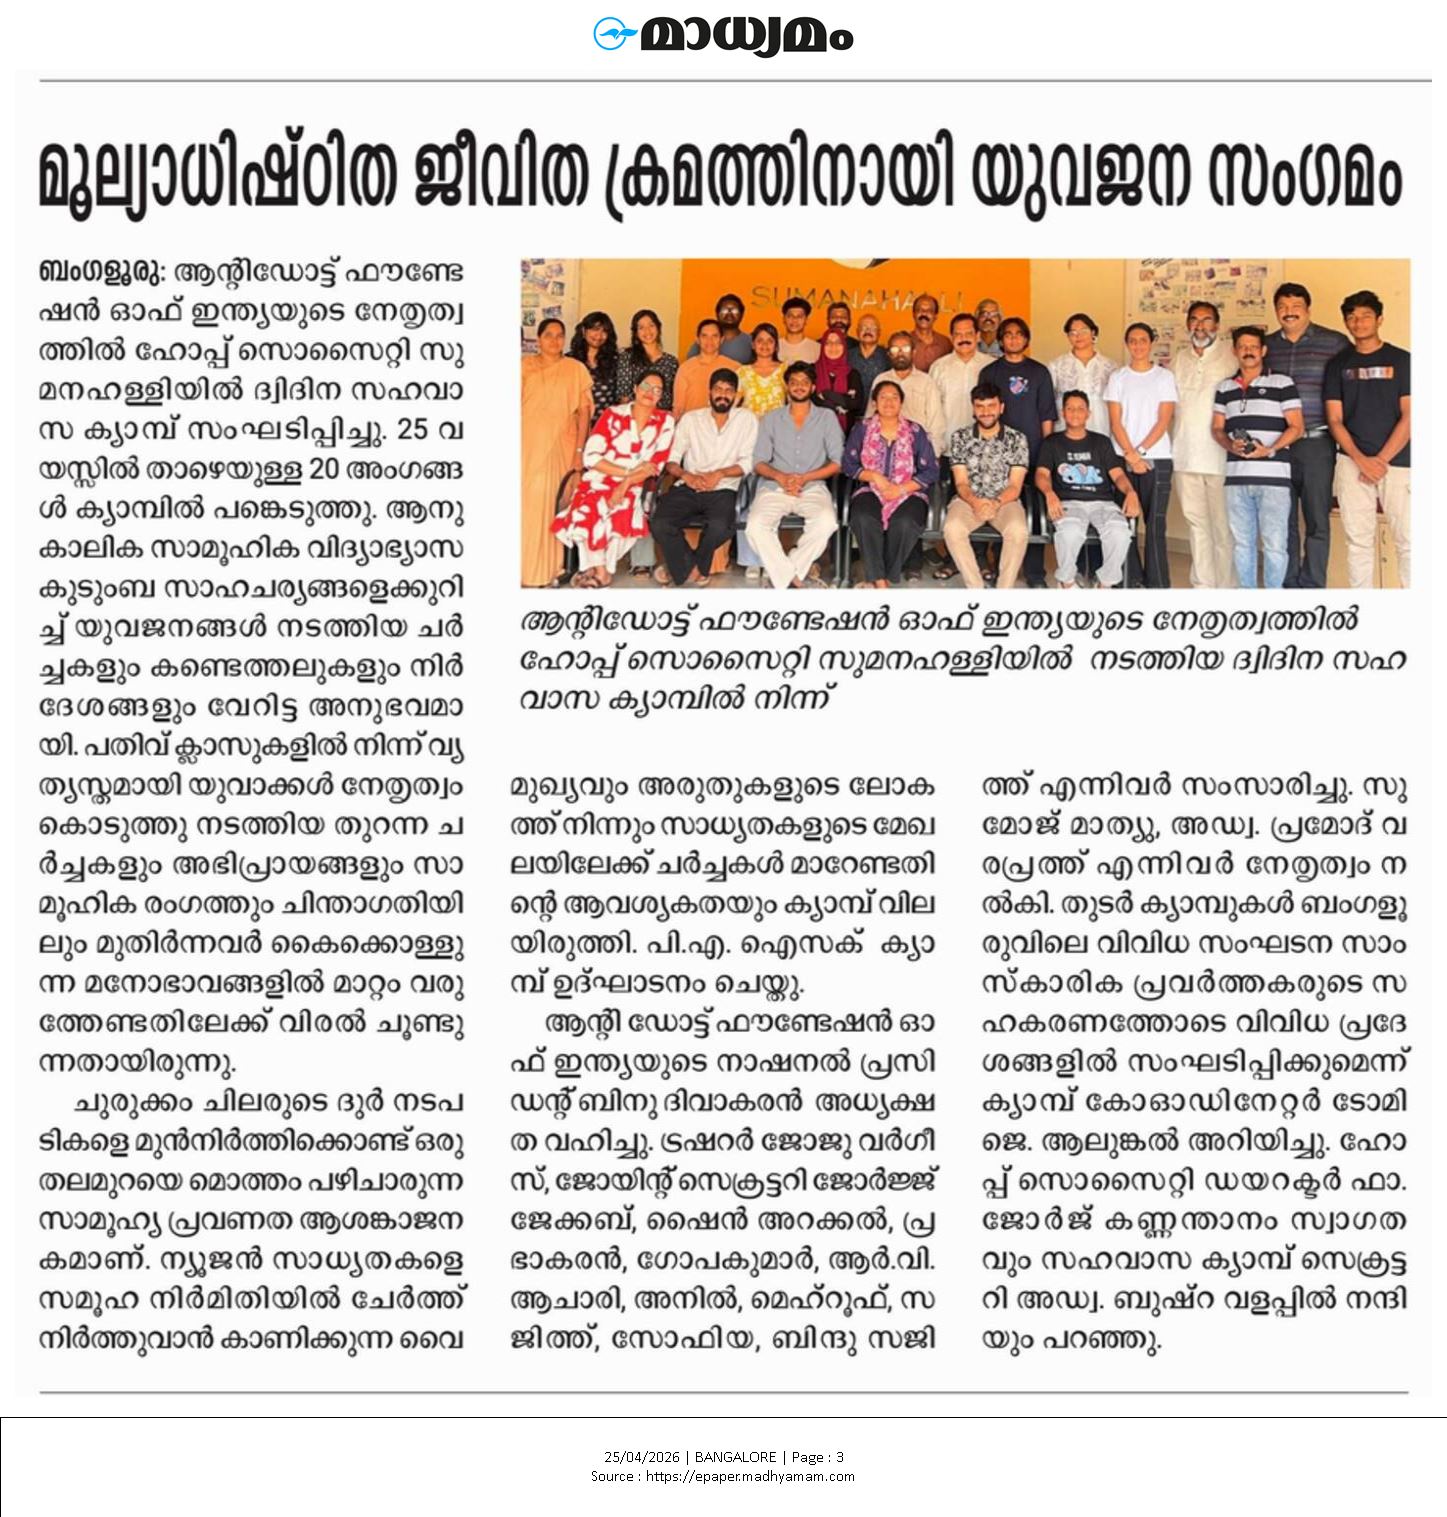 മാധ്യമം
മൂല്യാധിഷ്ഠിത ജീവിത ക്രമത്തിനായി യുവജന സംഗമം
ബംഗളൂരു: ആന്റിഡോട്ട് ഫൗണ്ടേ
ഷൻ ഓഫ് ഇന്ത്യയുടെ നേതൃത്വ
ത്തിൽ ഹോപ്പ് സൊസൈറ്റി സു
മനഹള്ളിയിൽ ദ്വിദിന സഹവാ
സ ക്യാമ്പ് സംഘടിപ്പിച്ചു. 25 വ
യസ്സിൽ താഴെയുള്ള 20 അംഗങ്ങ
ൾ ക്യാമ്പിൽ പങ്കെടുത്തു. ആനു
കാലിക സാമൂഹിക വിദ്യാഭ്യാസ
കുടുംബ സാഹചര്യങ്ങളെക്കുറി
ച്ച് യുവജനങ്ങൾ നടത്തിയ ചർ
ച്ചകളും കണ്ടെത്തലുകളും നിർ
ദേശങ്ങളും വേറിട്ട അനുഭവമാ
യി. പതിവ് ക്ലാസുകളിൽ നിന്ന് വ്യ
ത്യസ്തമായി യുവാക്കൾ നേതൃത്വം
കൊടുത്തു നടത്തിയ തുറന്ന ച
ർച്ചകളും അഭിപ്രായങ്ങളും സാ
മൂഹിക രംഗത്തും ചിന്താഗതിയി
ലും മുതിർന്നവർ കൈക്കൊള്ളു
ന്ന മനോഭാവങ്ങളിൽ മാറ്റം വരു
ത്തേണ്ടതിലേക്ക് വിരൽ ചൂണ്ടു
ന്നതായിരുന്നു.
ചുരുക്കം ചിലരുടെ ദുർ നടപ
ടികളെ മുൻനിർത്തിക്കൊണ്ട് ഒരു
തലമുറയെ മൊത്തം പഴിചാരുന്ന
സാമൂഹ്യ പ്രവണത ആശങ്കാജന
കമാണ്. ന്യൂജൻ സാധ്യതകളെ
സമൂഹ നിർമിതിയിൽ ചേർത്ത്
നിർത്തുവാൻ കാണിക്കുന്ന വൈ
SUMANAHALLI
ആന്റിഡോട്ട് ഫൗണ്ടേഷൻ ഓഫ് ഇന്ത്യയുടെ നേതൃത്വത്തിൽ
ഹോപ്പ് സൊസൈറ്റി സുമനഹള്ളിയിൽ നടത്തിയ ദ്വിദിന സഹ
വാസ ക്യാമ്പിൽ നിന്ന്
മുഖ്യവും അരുതുകളുടെ ലോക
ത്ത് നിന്നും സാധ്യതകളുടെ മേഖ
ലയിലേക്ക് ചർച്ചകൾ മാറേണ്ടതി
ന്റെ ആവശ്യകതയും ക്യാമ്പ് വില
യിരുത്തി. പി.എ. ഐസക് ക്യാ
മ്പ് ഉദ്ഘാടനം ചെയ്തു.
ആന്റി ഡോട്ട് ഫൗണ്ടേഷൻ ഓ
ഫ് ഇന്ത്യയുടെ നാഷനൽ പ്രസി
ഡന്റ് ബിനു ദിവാകരൻ അധ്യക്ഷ
ത വഹിച്ചു. ട്രഷറർ ജോജു വർഗീ
സ്, ജോയിന്റ് സെക്രട്ടറി ജോർജ്ജ്
ജേക്കബ്, ഷൈൻ അറക്കൽ, പ്ര
ഭാകരൻ, ഗോപകുമാർ, ആർ.വി.
ആചാരി, അനിൽ, മെഹ്റൂഫ്, സ
ജിത്ത്, സോഫിയ, ബിന്ദു സജി
ത്ത് എന്നിവർ സംസാരിച്ചു. സു
മോജ് മാത്യു, അഡ്വ. പ്രമോദ് വ
രപ്രത്ത് എന്നിവർ നേതൃത്വം ന
ൽകി. തുടർ ക്യാമ്പുകൾ ബംഗളൂ
രുവിലെ വിവിധ സംഘടന സാം
സ്കാരിക പ്രവർത്തകരുടെ സ
ഹകരണത്തോടെ വിവിധ പ്രദേ
ശങ്ങളിൽ സംഘടിപ്പിക്കുമെന്ന്
ക്യാമ്പ് കോഓഡിനേറ്റർ ടോമി
ജെ. ആലുങ്കൽ അറിയിച്ചു. ഹോ
പ്പ് സൊസൈറ്റി ഡയറക്ടർ ഫാ.
ജോർജ് കണ്ണന്താനം സ്വാഗത
വും സഹവാസ ക്യാമ്പ് സെക്രട്ട
റി അഡ്വ. ബുഷ്റ വളപ്പിൽ നന്ദി
യും പറഞ്ഞു.
25/04/2026 | BANGALORE | Page : 3
Source : https://epaper.madhyamam.com